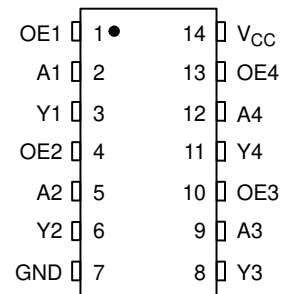 OE1 1 14 VCC
A1 2 13 OE4
Y1 3 12 A4
OE2 4 11 Y4
A2 5 10 OE3
Y2 6 9 A3
GND 7 8 Y3